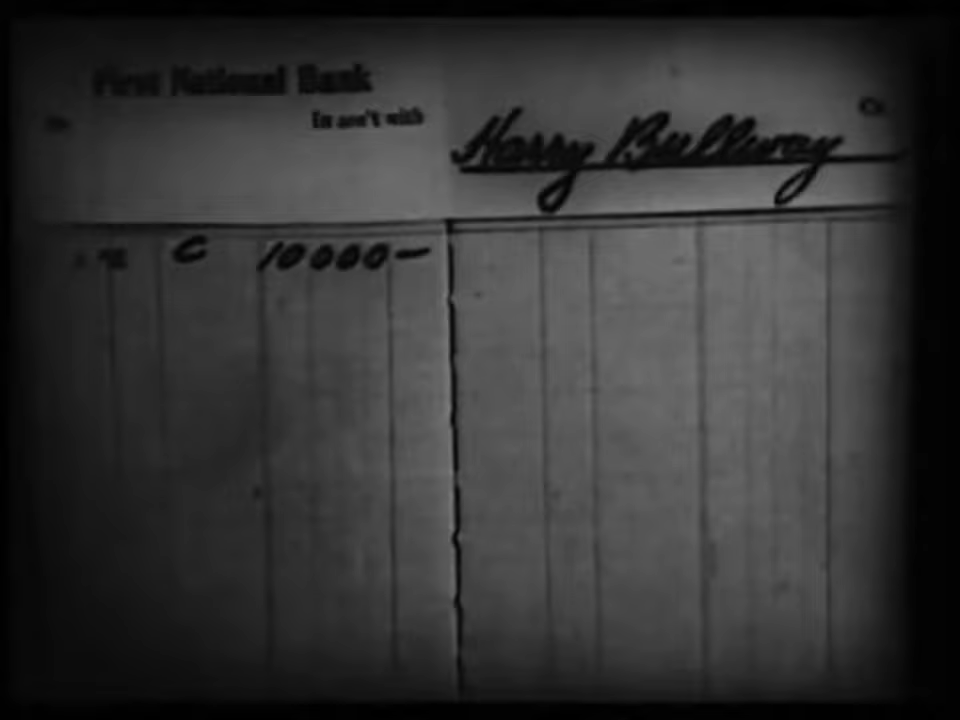 First National Bank
In acc't with
Harry Bullway
C 10000—